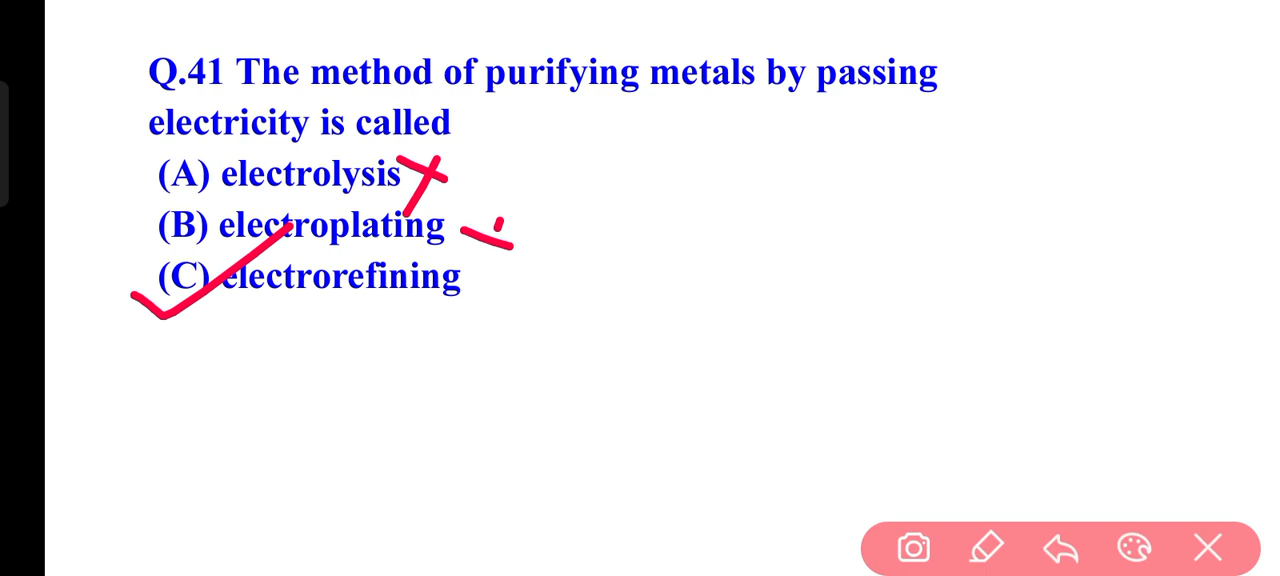 Q.41 The method of purifying metals by passing
electricity is called
(A) electrolysis
(B) electroplating
(C) electrorefining